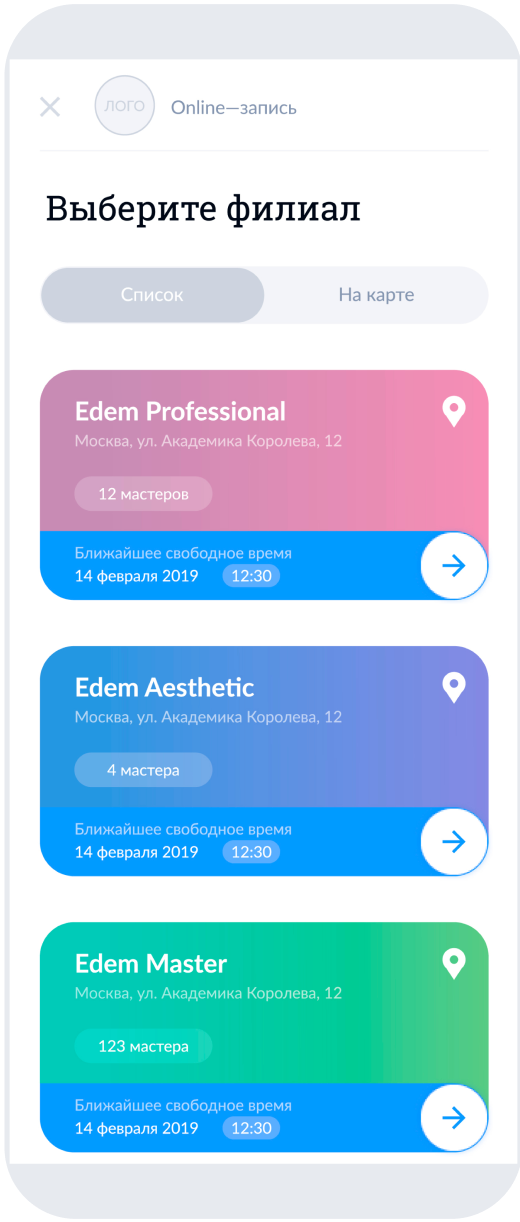 ЛОГО
Online—запись
Выберите филиал
Список
На карте
Edem Professional
Москва, ул. Академика Королева, 12
12 мастеров
Ближайшее свободное время
14 февраля 2019 12:30
Edem Aesthetic
Москва, ул. Академика Королева, 12
4 мастера
Ближайшее свободное время
14 февраля 2019 12:30
Edem Master
Москва, ул. Академика Королева, 12
123 мастера
Ближайшее свободное время
14 февраля 2019 12:30